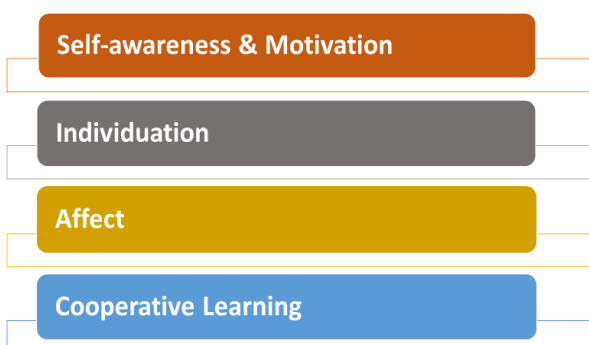 Self-awareness & Motivation
Individuation
Affect
Cooperative Learning